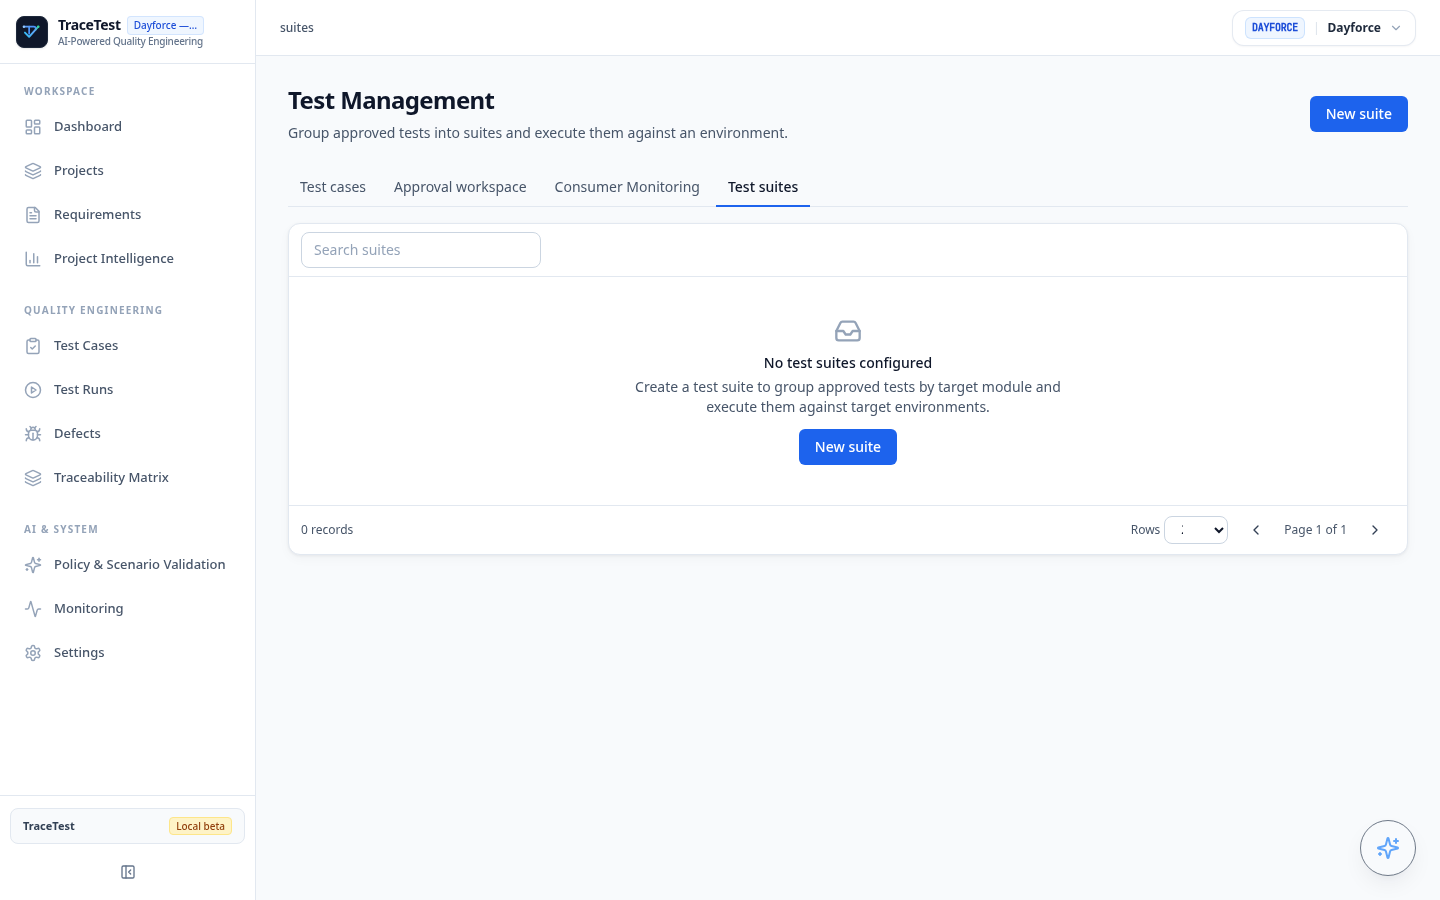 TraceTest
Dayforce —...
AI-Powered Quality Engineering
WORKSPACE
Dashboard
Projects
Requirements
Project Intelligence
QUALITY ENGINEERING
Test Cases
Test Runs
Defects
Traceability Matrix
AI & SYSTEM
Policy & Scenario Validation
Monitoring
Settings
TraceTest
Local beta
suites
DAYFORCE
Dayforce
Test Management
Group approved tests into suites and execute them against an environment.
New suite
Test cases
Approval workspace
Consumer Monitoring
Test suites
Search suites
No test suites configured
Create a test suite to group approved tests by target module and
execute them against target environments.
New suite
0 records
Rows
Page 1 of 1